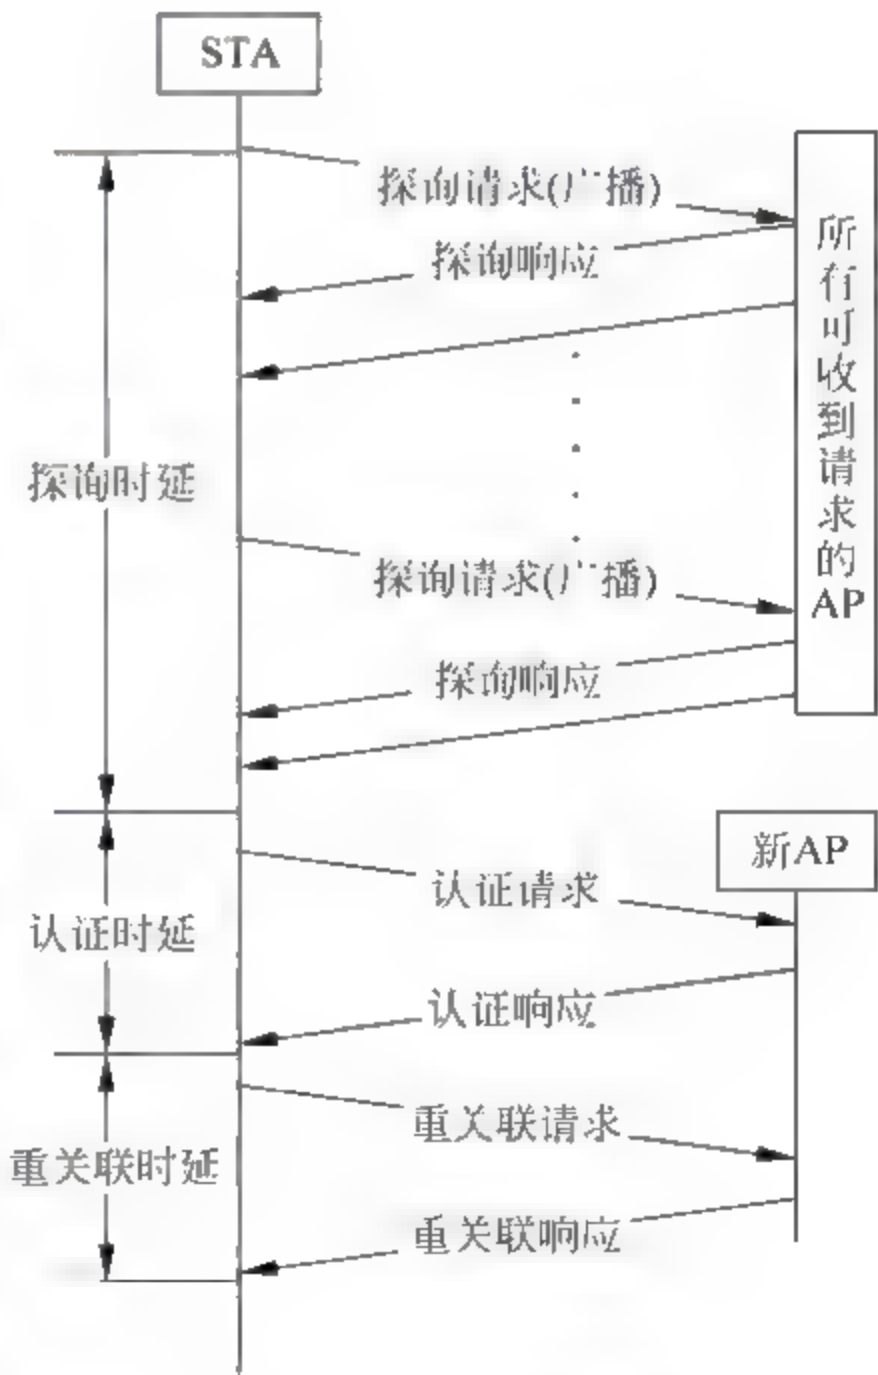 STA
探询请求(广播)
探询响应
所有可收到请求的AP
探询时延
探询请求(广播)
探询响应
新AP
认证请求
认证时延
认证响应
重关联请求
重关联时延
重关联响应